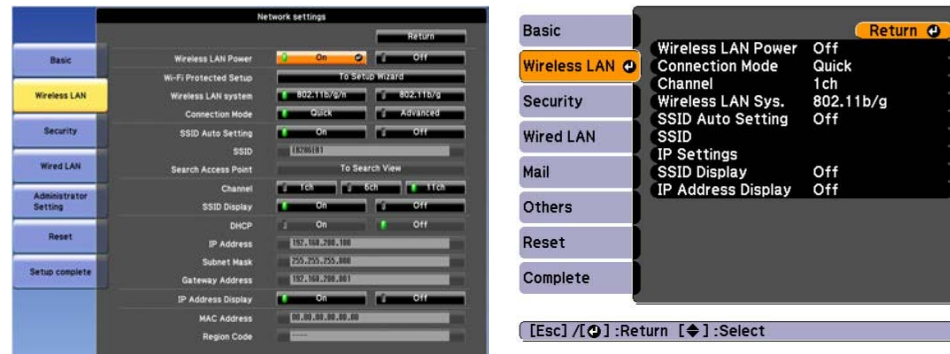 Network settings
Return
Basic
Wireless LAN
Security
Wired LAN
Administrator
Setting
Reset
Setup complete
Wireless LAN Power On Off
Wi-Fi Protected Setup To Setup Wizard
Wireless LAN system 802.11b/g/n 802.11b/g
Connection Mode Quick Advanced
SSID Auto Setting On Off
SSID
Search Access Point To Search View
Channel 1ch 6ch 11ch
SSID Display On Off
DHCP On Off
IP Address
Subnet Mask
Gateway Address
IP Address Display On Off
MAC Address 00.00.00.00.00.00
Region Code ----
Basic
Wireless LAN
Security
Wired LAN
Mail
Others
Reset
Complete
Return
Wireless LAN Power Off
Connection Mode Quick
Channel 1ch
Wireless LAN Sys. 802.11b/g
SSID Auto Setting Off
SSID
IP Settings
SSID Display Off
IP Address Display Off
[Esc] /[ ] :Return [ ] :Select